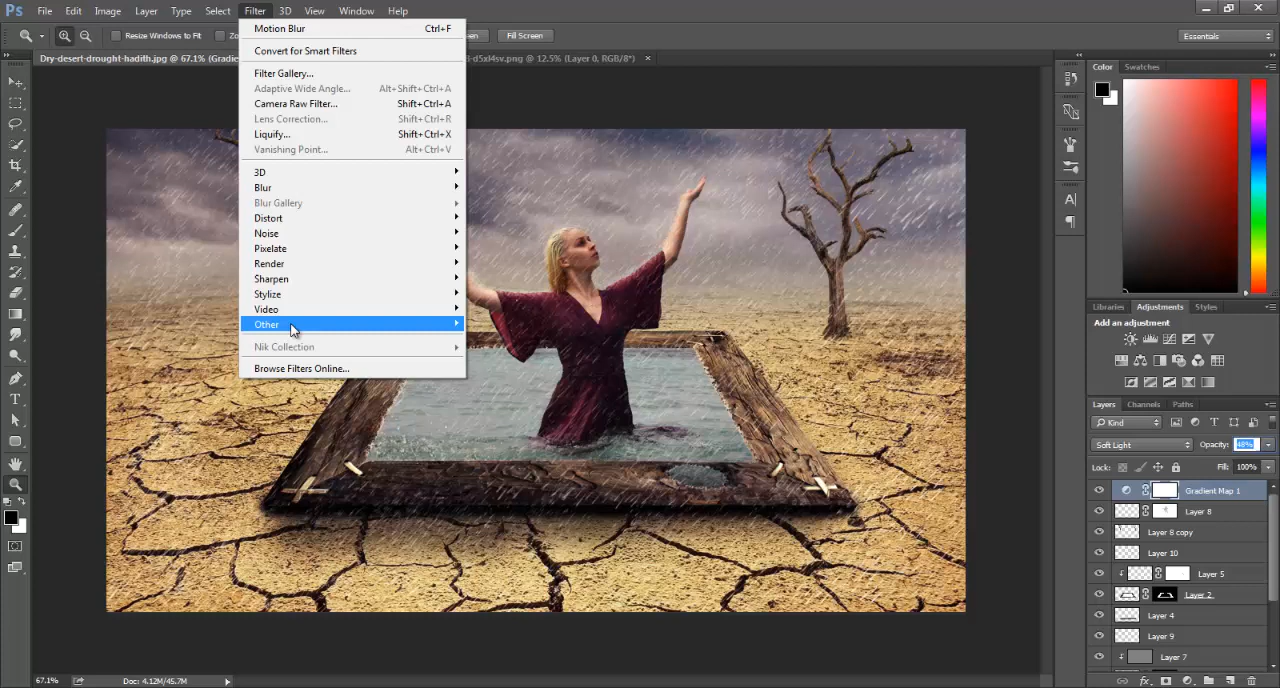 Ps File Edit Image Layer Type Select Filter 3D View Window Help
Resize Windows to Fit
Fill Screen
Essentials
Dry-desert-drought-hadith.jpg @ 67.1%
-d5xl4sv.png @ 12.5% (Layer 0, RGB/8*) ×
Motion Blur Ctrl+F
Convert for Smart Filters
Filter Gallery...
Adaptive Wide Angle... Alt+Shift+Ctrl+A
Camera Raw Filter... Shift+Ctrl+A
Lens Correction... Shift+Ctrl+R
Liquify... Shift+Ctrl+X
Vanishing Point... Alt+Ctrl+V
3D
Blur
Blur Gallery
Distort
Noise
Pixelate
Render
Sharpen
Stylize
Video
Other
Nik Collection
Browse Filters Online...
Color Swatches
Libraries Adjustments Styles
Add an adjustment
Layers Channels Paths
Kind
Soft Light Opacity: 48%
Lock: Fill: 100%
Gradient Map 1
Layer 8
Layer 8 copy
Layer 10
Layer 5
Layer 2
Layer 4
Layer 9
Layer 7
67.1% Doc: 4.12M/45.7M